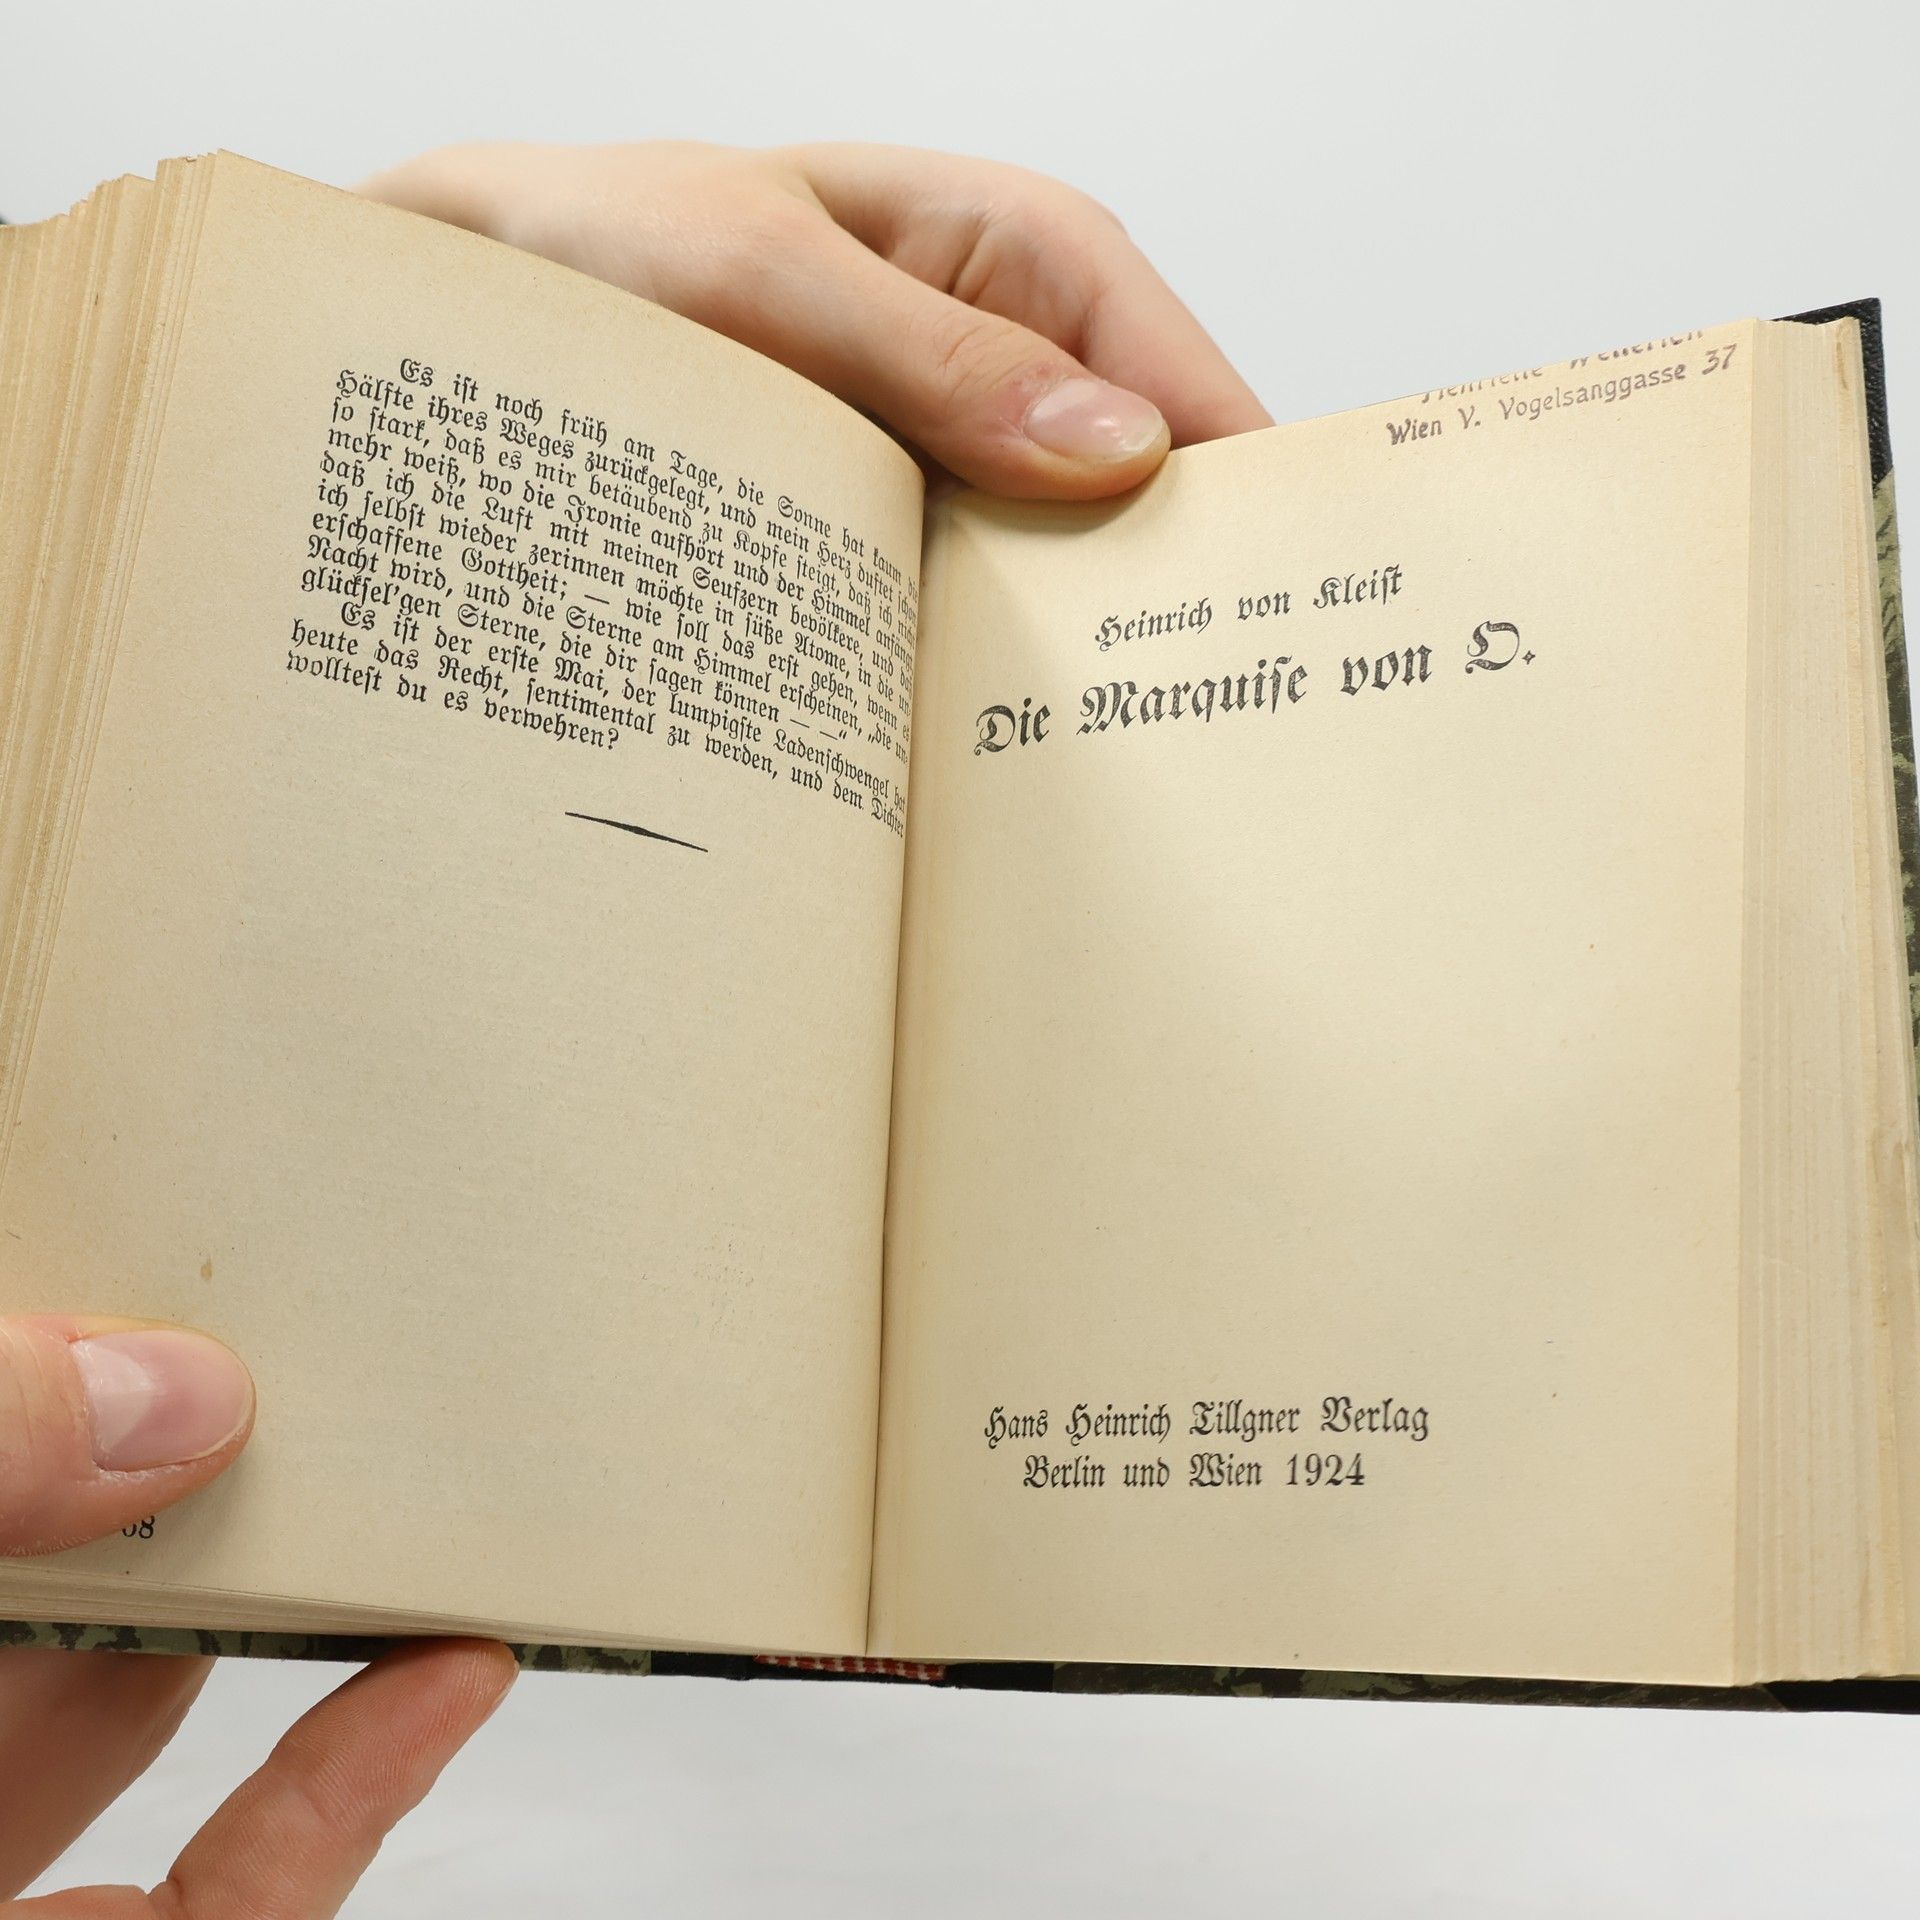 Es ist noch früh am Tage, die Sonne hat kaum die
Hälfte ihres Weges zurückgelegt, und mein Herz duftet schon
so stark, daß es mir betäubend zu Kopfe steigt, daß ich nicht
mehr weiß, wo die Ironie aufhört und der Himmel anfängt,
daß ich die Luft mit meinen Seufzern bevölkere, und daß
ich selbst wieder zerinnen möchte in süße Atome, in die un-
erschaffene Gottheit; — wie soll das erst gehen, wenn es
Nacht wird, und die Sterne am Himmel erscheinen, „die un-
glücksel'gen Sterne, die dir sagen können — —“
Es ist der erste Mai, der lumpigste Ladenschwengel hat
heute das Recht, sentimental zu werden, und dem Dichter
wolltest du es verwehren?
68
Wien V. Vogelsanggasse 37
Heinrich von Kleist
Die Marquise von O.
Hans Heinrich Tillgner Verlag
Berlin und Wien 1924